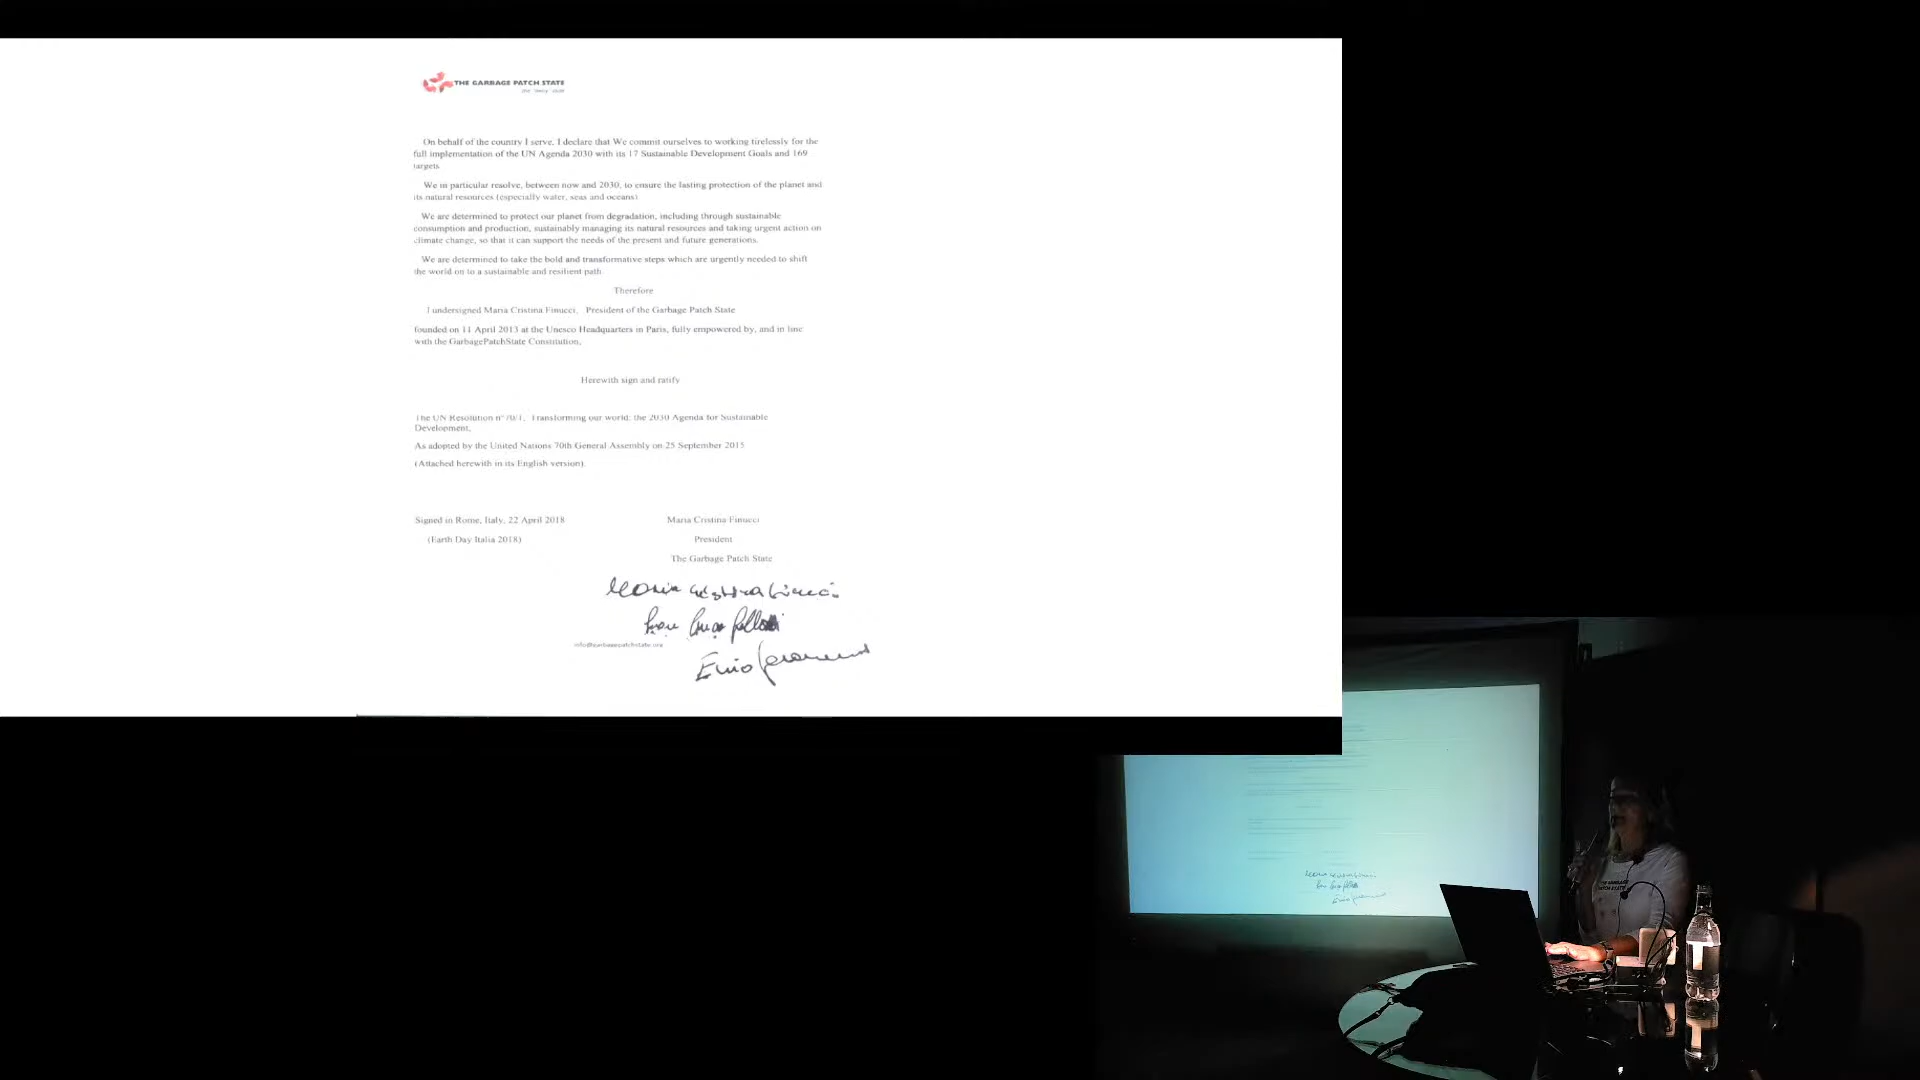 THE GARBAGE PATCH STATE
On behalf of the country I serve, I declare that We commit ourselves to working tirelessly for the
full implementation of the UN Agenda 2030 with its 17 Sustainable Development Goals and 169
targets
We in particular resolve, between now and 2030, to ensure the lasting protection of the planet and
its natural resources (especially water, seas and oceans)
We are determined to protect our planet from degradation, including through sustainable
consumption and production, sustainably managing its natural resources and taking urgent action on
climate change, so that it can support the needs of the present and future generations.
We are determined to take the bold and transformative steps which are urgently needed to shift
the world on to a sustainable and resilient path
Therefore
I undersigned Maria Cristina Finucci, President of the Garbage Patch State
founded on 11 April 2013 at the Unesco Headquarters in Paris, fully empowered by, and in line
with the GarbagePatchState Constitution,
Herewith sign and ratify
The UN Resolution n°70/1, Transforming our world: the 2030 Agenda for Sustainable
Development,
As adopted by the United Nations 70th General Assembly on 25 September 2015
(Attached herewith in its English version).
Signed in Rome, Italy, 22 April 2018
Maria Cristina Finucci
(Earth Day Italia 2018)
President
The Garbage Patch State
Maria Cristina Finucci
info@garbagepatchstate.org
THE GARBAGE
PATCH STATE